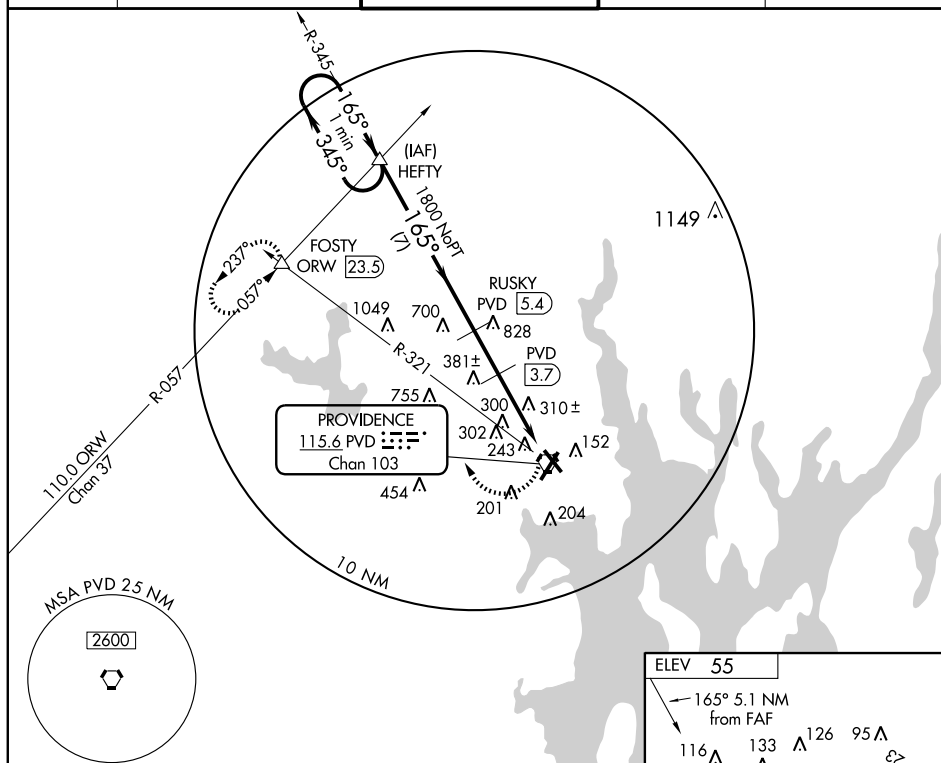 R-345
165°
1 min
345°
(IAF)
HEFTY
1800 NoPT
165°
(7)
1149
237°
FOSTY
ORW 23.5
057°
RUSKY
PVD 5.4
1049
700
828
R-321
381±
PVD
3.7
R-057
755
300
310±
PROVIDENCE
115.6 PVD
Chan 103
302
243
152
110.0 ORW
Chan 37
454
201
204
10 NM
MSA PVD 25 NM
2600
ELEV 55
165° 5.1 NM
from FAF
116
133
126
95